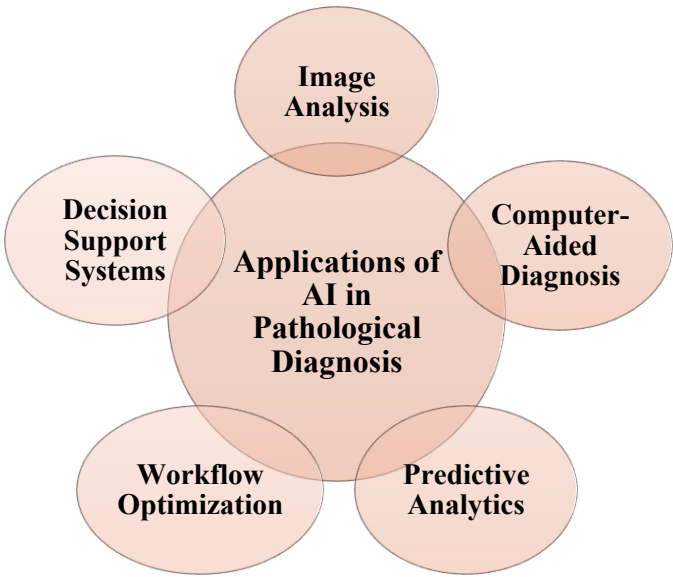 Image
Analysis
Decision
Support
Systems
Computer-
Aided
Diagnosis
Applications of
AI in
Pathological
Diagnosis
Workflow
Optimization
Predictive
Analytics